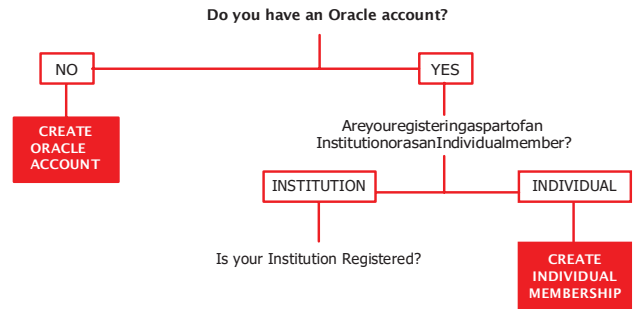 Do you have an Oracle account?
NO
YES
CREATE
ORACLE
ACCOUNT
Areyouregisteringaspartofan
InstitutionorasanIndividualmember?
INSTITUTION
INDIVIDUAL
Is your Institution Registered?
CREATE
INDIVIDUAL
MEMBERSHIP